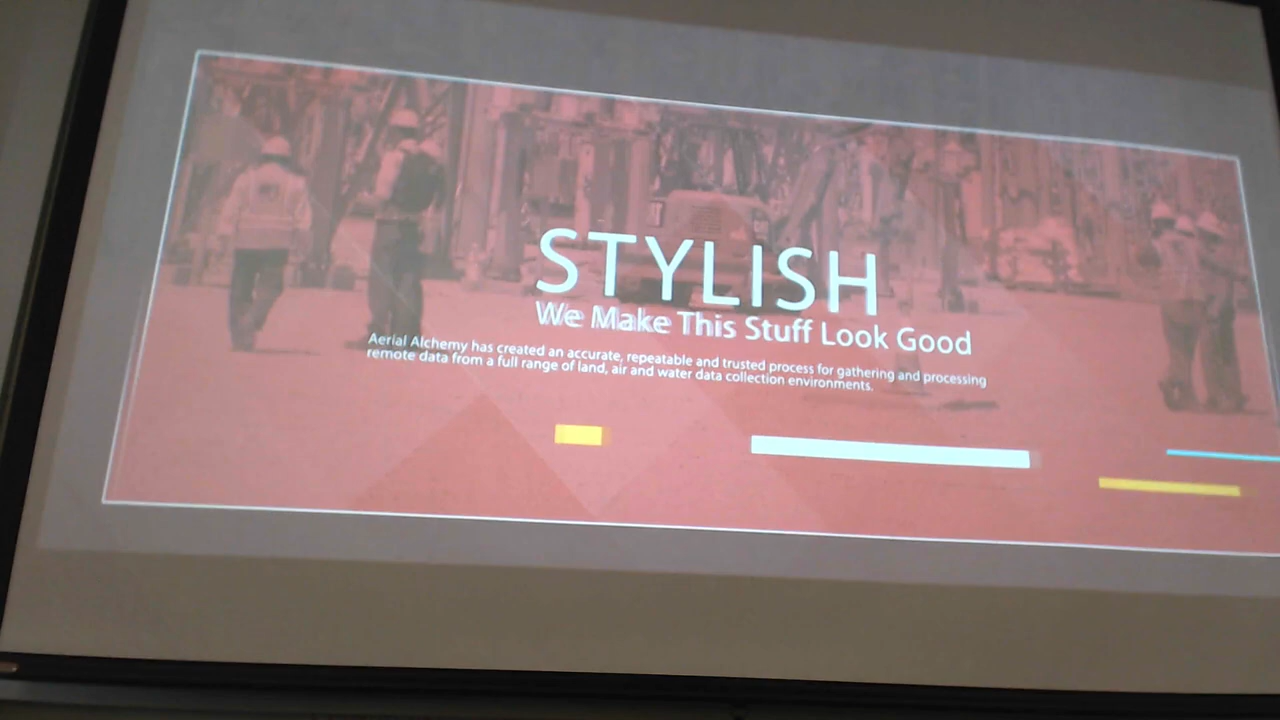 STYLISH
We Make This Stuff Look Good
Aerial Alchemy has created an accurate, repeatable and trusted process for gathering and processing
remote data from a full range of land, air and water data collection environments.